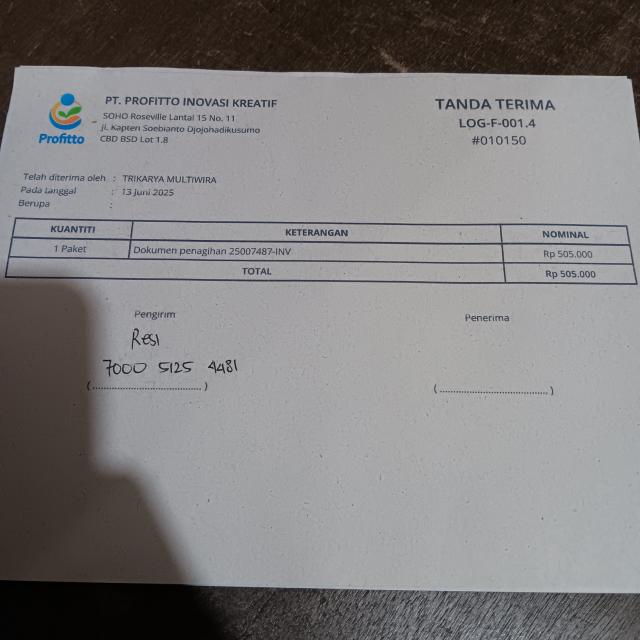 PT. PROFITTO INOVASI KREATIF
SOHO Roseville Lantai 15 No. 11
Jl. Kapten Soebianto Djojohadikusumo
CBD BSD Lot 1.8
Profitto
TANDA TERIMA
LOG-F-001.4
#010150
Telah diterima oleh : TRIKARYA MULTIWIRA
Pada tanggal : 13 Juni 2025
Berupa :
KUANTITI KETERANGAN NOMINAL
1 Paket Dokumen penagihan 25007487-INV Rp 505.000
TOTAL Rp 505.000
Pengirim Penerima
RESI
7000 5125 4481
(..............................) (..............................)